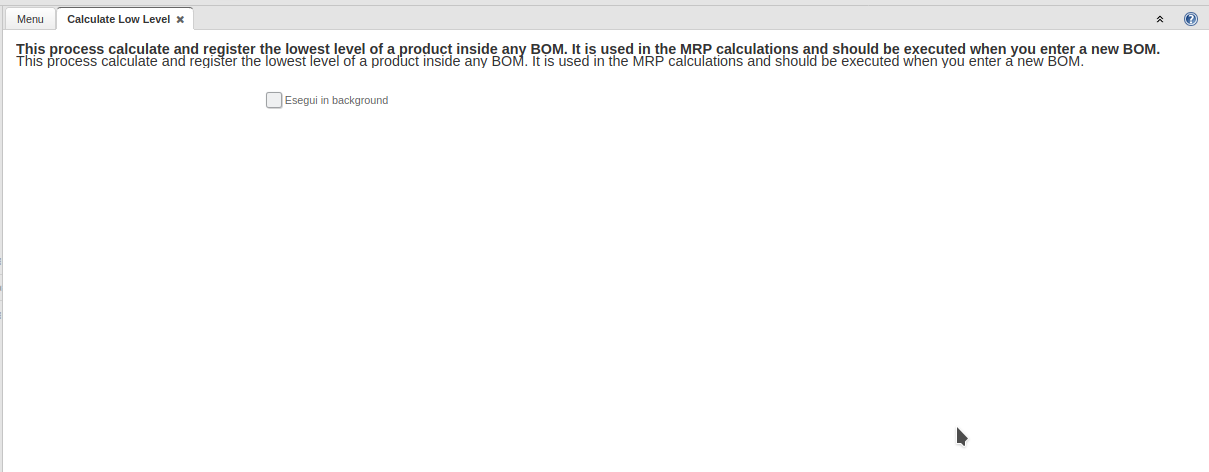 Menu
Calculate Low Level
This process calculate and register the lowest level of a product inside any BOM. It is used in the MRP calculations and should be executed when you enter a new BOM.
This process calculate and register the lowest level of a product inside any BOM. It is used in the MRP calculations and should be executed when you enter a new BOM.
Esegui in background